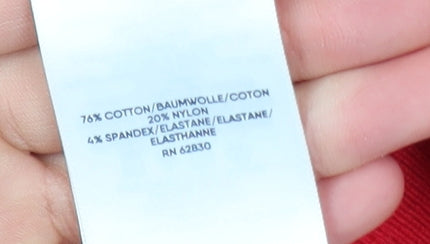 76% COTTON/BAUMWOLLE/COTON
20% NYLON
4% SPANDEX/ELASTANE/ELASTANE/
ELASTHANNE
RN 62830